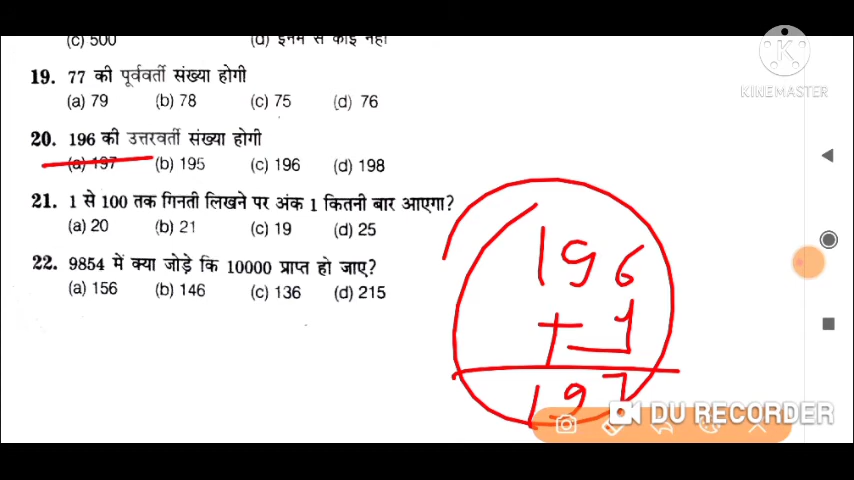 (c) 500 (d) इनमें से कोई नहीं
19. 77 की पूर्ववर्ती संख्या होगी
(a) 79 (b) 78 (c) 75 (d) 76
20. 196 की उत्तरवर्ती संख्या होगी
(a) 197 (b) 195 (c) 196 (d) 198
21. 1 से 100 तक गिनती लिखने पर अंक 1 कितनी बार आएगा?
(a) 20 (b) 21 (c) 19 (d) 25
22. 9854 में क्या जोड़े कि 10000 प्राप्त हो जाए?
(a) 156 (b) 146 (c) 136 (d) 215
196
+1
197
K
KINEMASTER
DU RECORDER